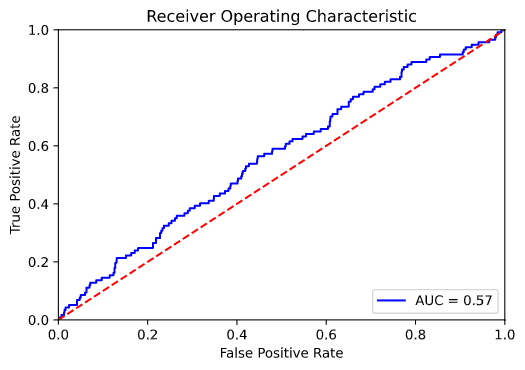 Receiver Operating Characteristic
True Positive Rate
1.0
0.8
0.6
0.4
0.2
0.0
0.0 0.2 0.4 0.6 0.8 1.0
False Positive Rate
AUC = 0.57